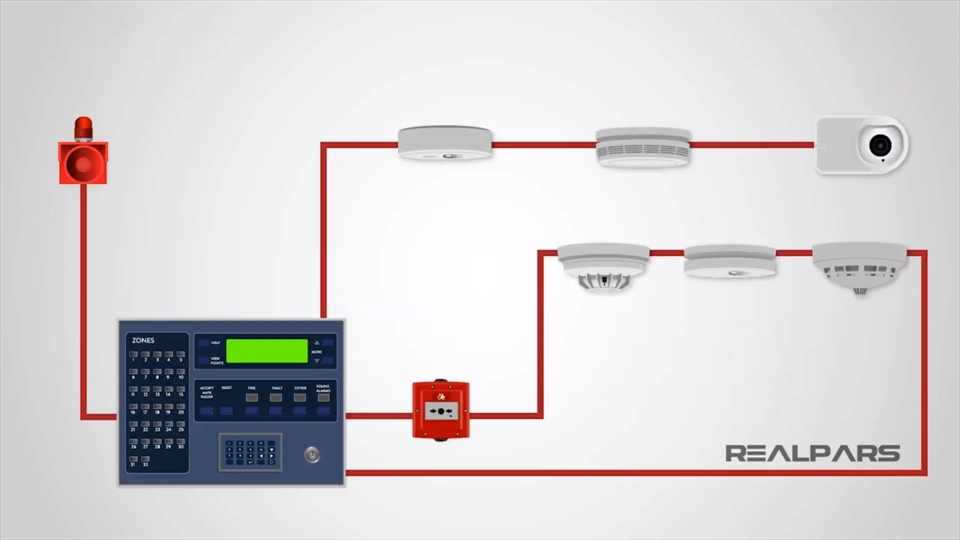 ZONES
1 2 3 4 5
6 7 8 9 10
11 12 13 14 15
16 17 18 19 20
21 22 23 24 25
26 27 28 29 30
31 32
HELP
VIEW
POINTS
MORE
ACCEPT
MUTE
BUZZER
RESET
FIRE
FAULT
OTHER
SOUND
ALARMS
REALPARS